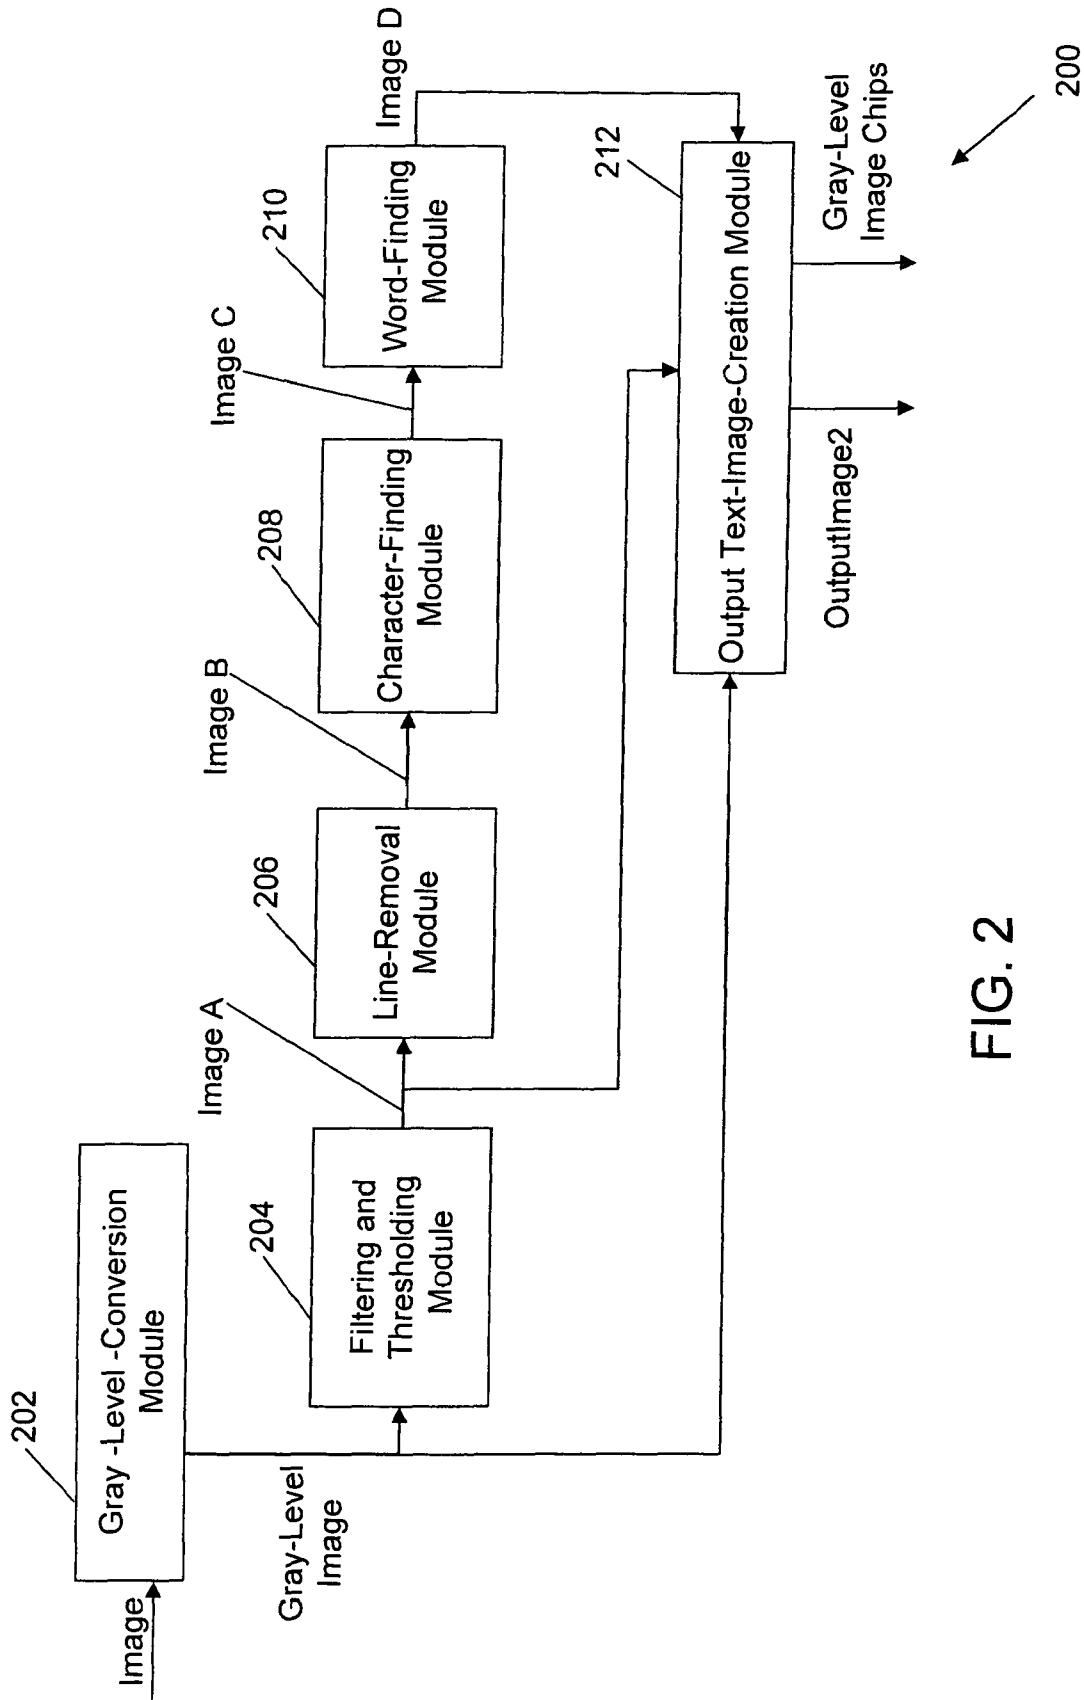 202
Image
Gray -Level -Conversion
Module
Gray-Level
Image
204
Filtering and
Thresholding
Module
Image A
206
Line-Removal
Module
Image B
208
Character-Finding
Module
Image C
210
Word-Finding
Module
Image D
212
Output Text-Image-Creation Module
OutputImage2
Gray-Level
Image Chips
200
FIG. 2